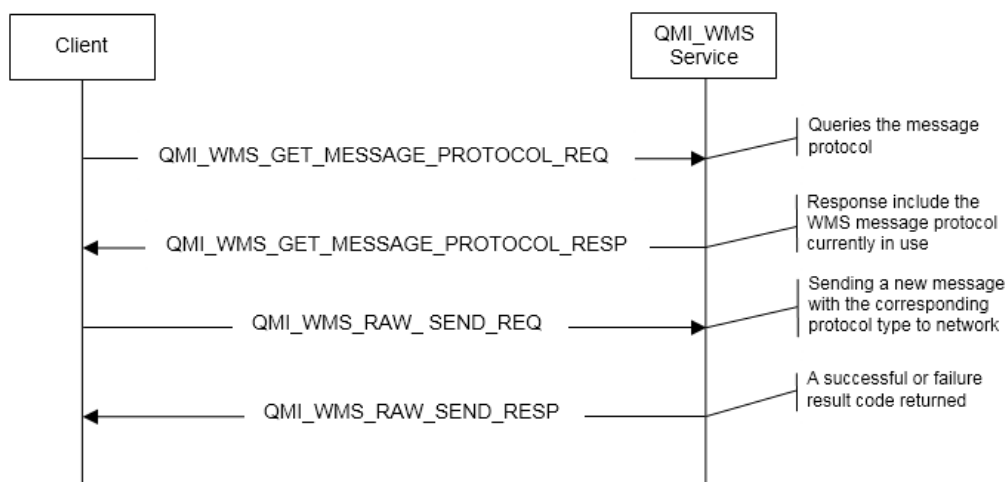 Client
QMI_WMS
Service
Queries the message
protocol
QMI_WMS_GET_MESSAGE_PROTOCOL_REQ
Response include the
WMS message protocol
currently in use
QMI_WMS_GET_MESSAGE_PROTOCOL_RESP
Sending a new message
with the corresponding
protocol type to network
QMI_WMS_RAW_ SEND_REQ
A successful or failure
result code returned
QMI_WMS_RAW_SEND_RESP